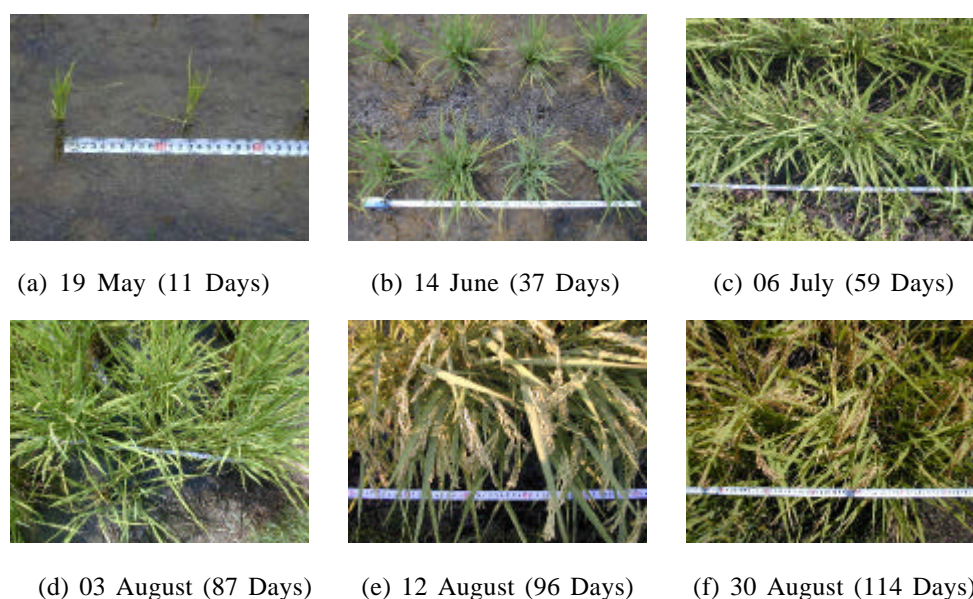 (a) 19 May (11 Days)
(b) 14 June (37 Days)
(c) 06 July (59 Days)
(d) 03 August (87 Days)
(e) 12 August (96 Days)
(f) 30 August (114 Days)